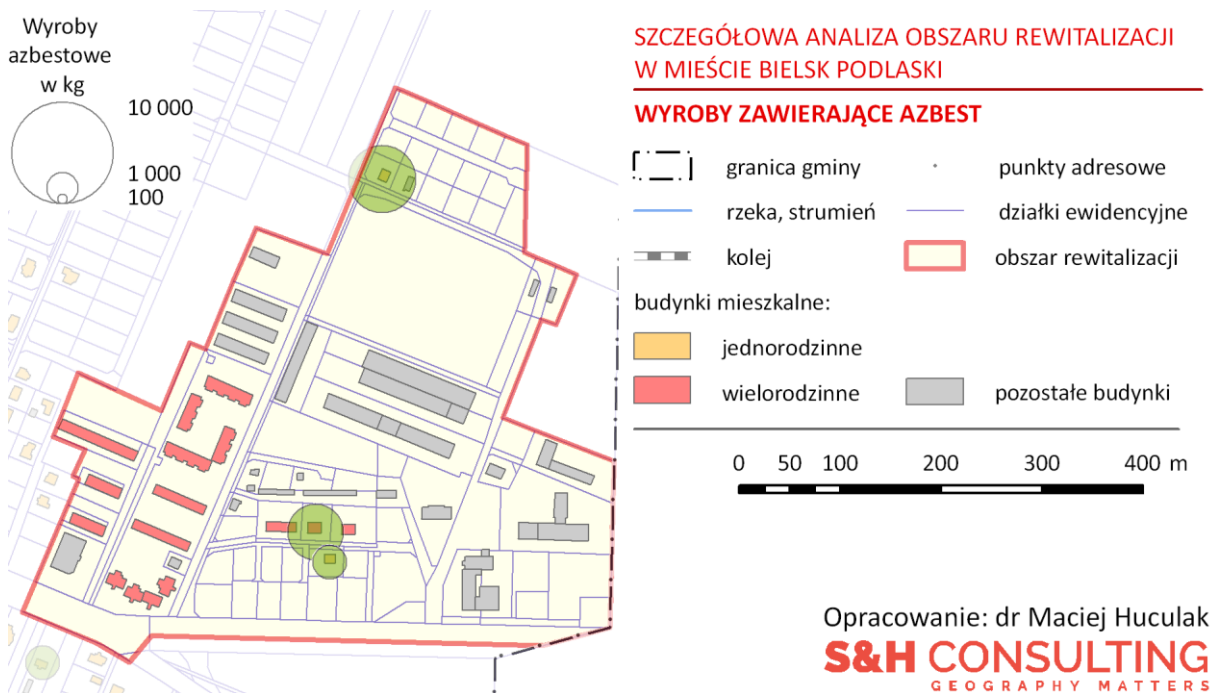 Wyroby
azbestowe
w kg
10 000
1 000
100
SZCZEGÓŁOWA ANALIZA OBSZARU REWITALIZACJI
W MIEŚCIE BIELSK PODLASKI
WYROBY ZAWIERAJĄCE AZBEST
granica gminy
punkty adresowe
rzeka, strumień
działki ewidencyjne
kolej
obszar rewitalizacji
budynki mieszkalne:
jednorodzinne
wielorodzinne
pozostałe budynki
0 50 100 200 300 400 m
Opracowanie: dr Maciej Huculak
S&H CONSULTING
GEOGRAPHY MATTERS